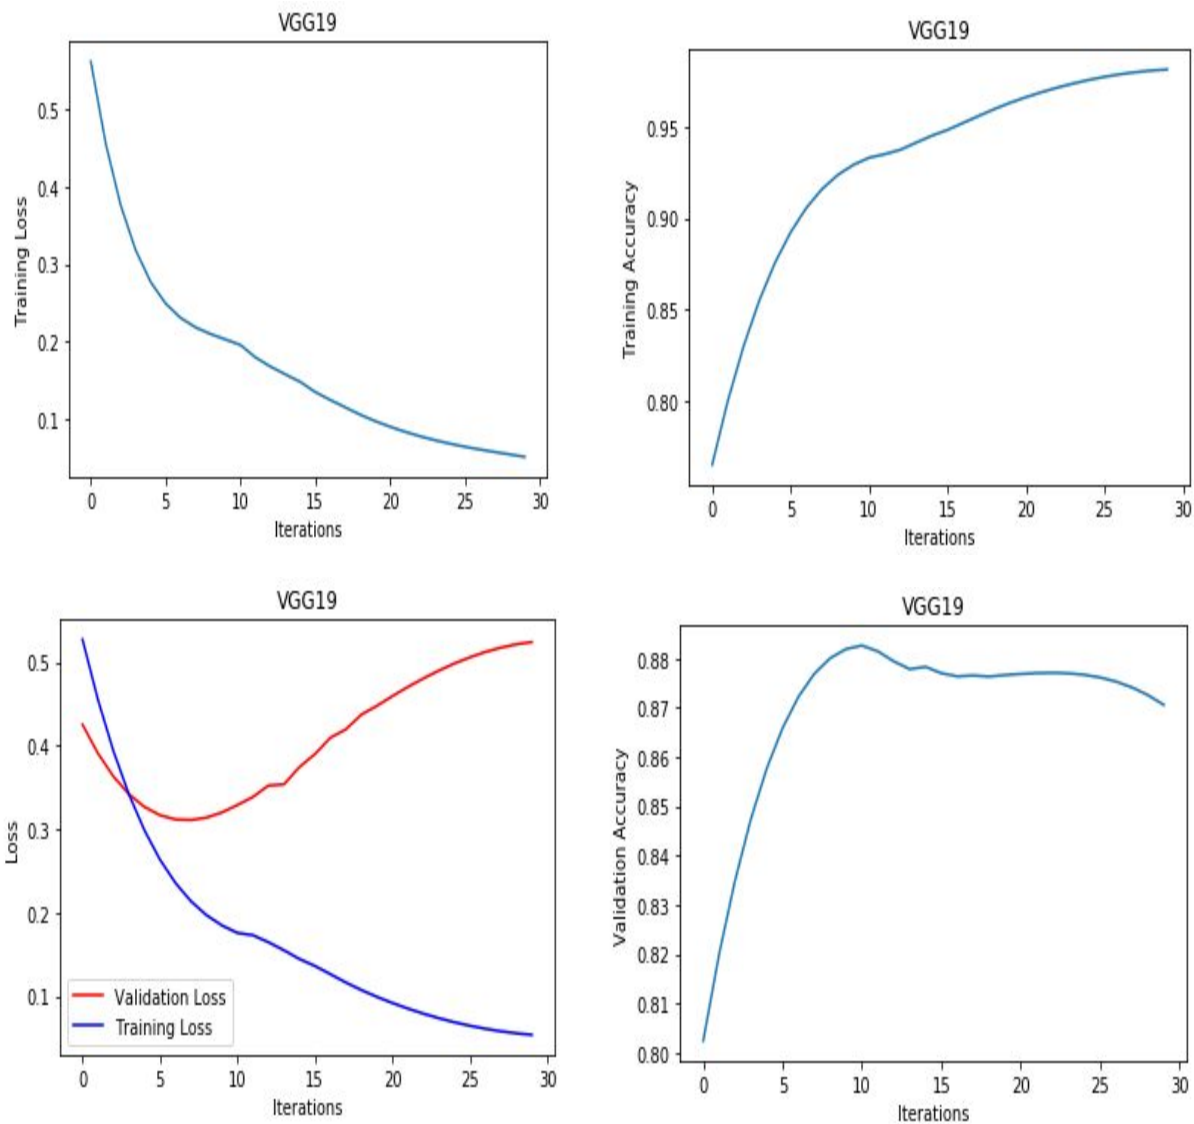 VGG19
Training Loss
0.5
0.4
0.3
0.2
0.1
0 5 10 15 20 25 30
Iterations
VGG19
Training Accuracy
0.95
0.90
0.85
0.80
0 5 10 15 20 25 30
Iterations
VGG19
Loss
0.5
0.4
0.3
0.2
0.1
Validation Loss
Training Loss
0 5 10 15 20 25 30
Iterations
VGG19
Validation Accuracy
0.88
0.87
0.86
0.85
0.84
0.83
0.82
0.81
0.80
0 5 10 15 20 25 30
Iterations